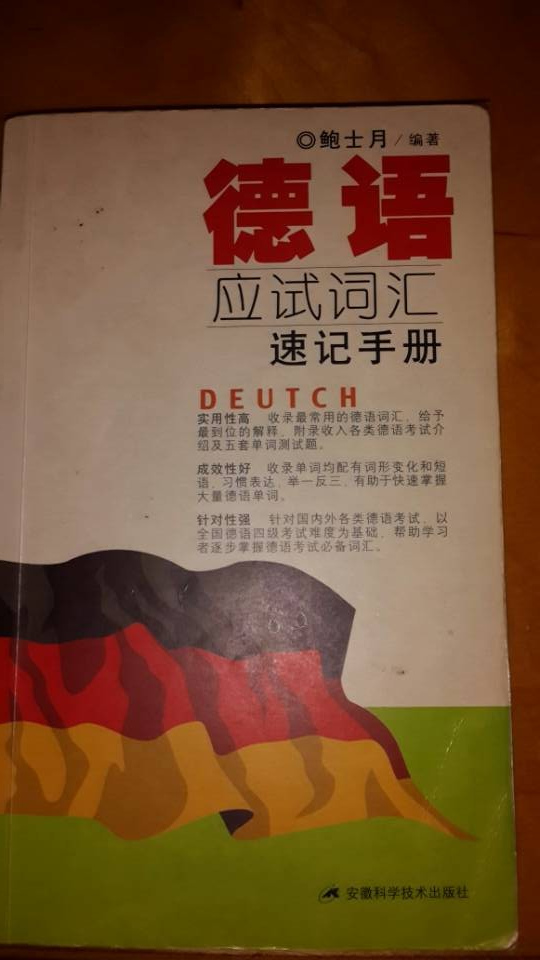 ◎鲍士月/编著
德语
应试词汇
速记手册
DEUTCH
实用性高 收录最常用的德语词汇、给予
最到位的解释，附录收入各类德语考试介
绍及五套单词测试题。
成效性好 收录单词均配有词形变化和短
语、习惯表达，举一反三，有助于快速掌握
大量德语单词。
针对性强 针对国内外各类德语考试，以
全国德语四级考试难度为基础，帮助学习
者逐步掌握德语考试必备词汇。
安徽科学技术出版社